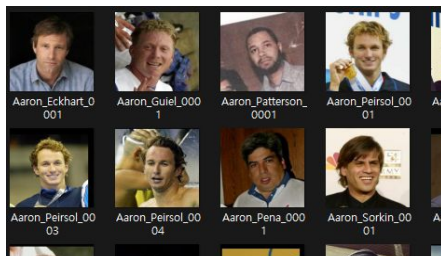 Aaron_Eckhart_0
001
Aaron_Guiel_000
1
Aaron_Patterson_
0001
Aaron_Peirsol_00
01
Aaron_Peirsol_00
03
Aaron_Peirsol_00
04
Aaron_Pena_000
1
Aaron_Sorkin_00
01